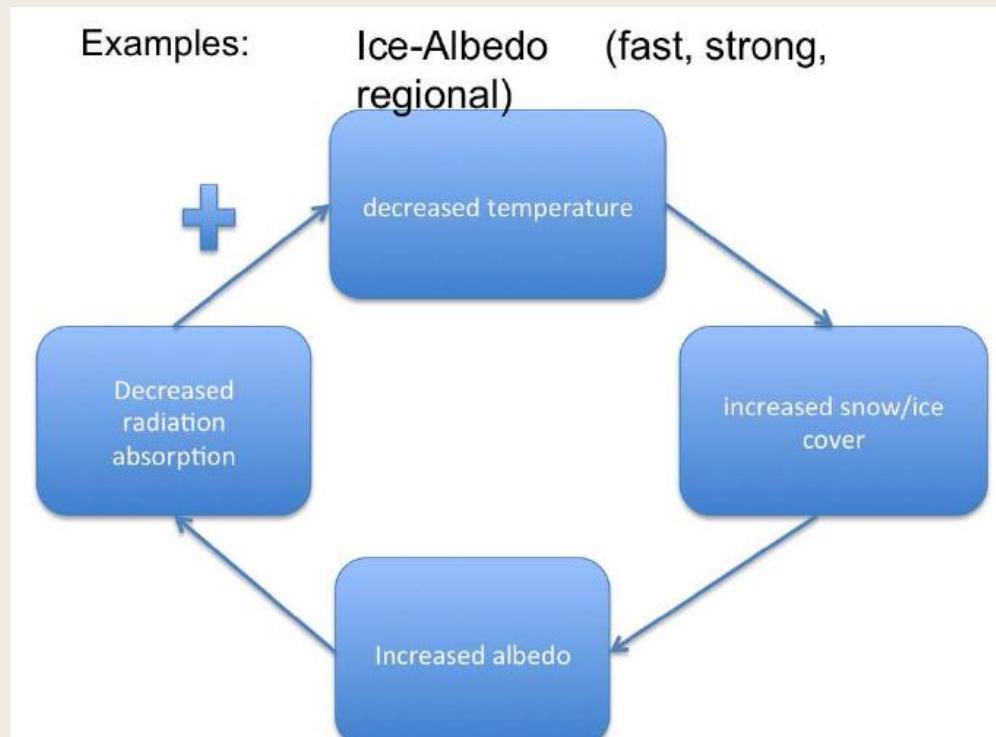 Examples: Ice-Albedo (fast, strong,
regional)
decreased temperature
Decreased
radiation
absorption
increased snow/ice
cover
Increased albedo